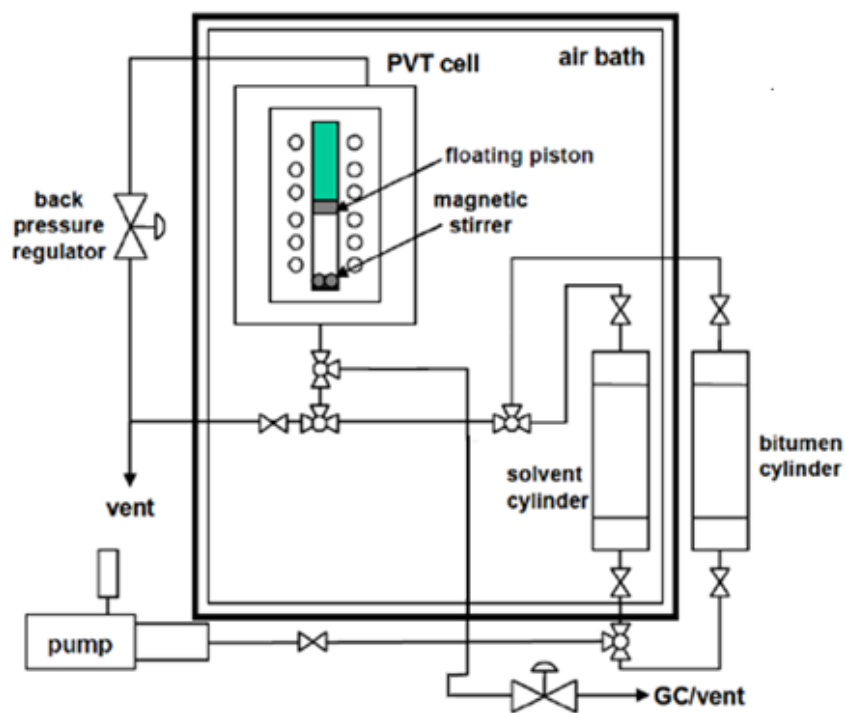 PVT cell
air bath
floating piston
magnetic
stirrer
back
pressure
regulator
solvent
cylinder
bitumen
cylinder
vent
pump
GC/vent